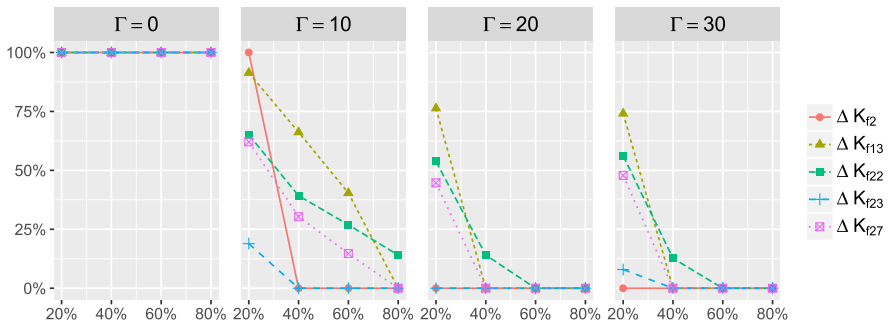 Γ = 0 Γ = 10 Γ = 20 Γ = 30
100%
75%
50%
25%
0%
20% 40% 60% 80% 20% 40% 60% 80% 20% 40% 60% 80% 20% 40% 60% 80%
Δ Kf2
Δ Kf13
Δ Kf22
Δ Kf23
Δ Kf27